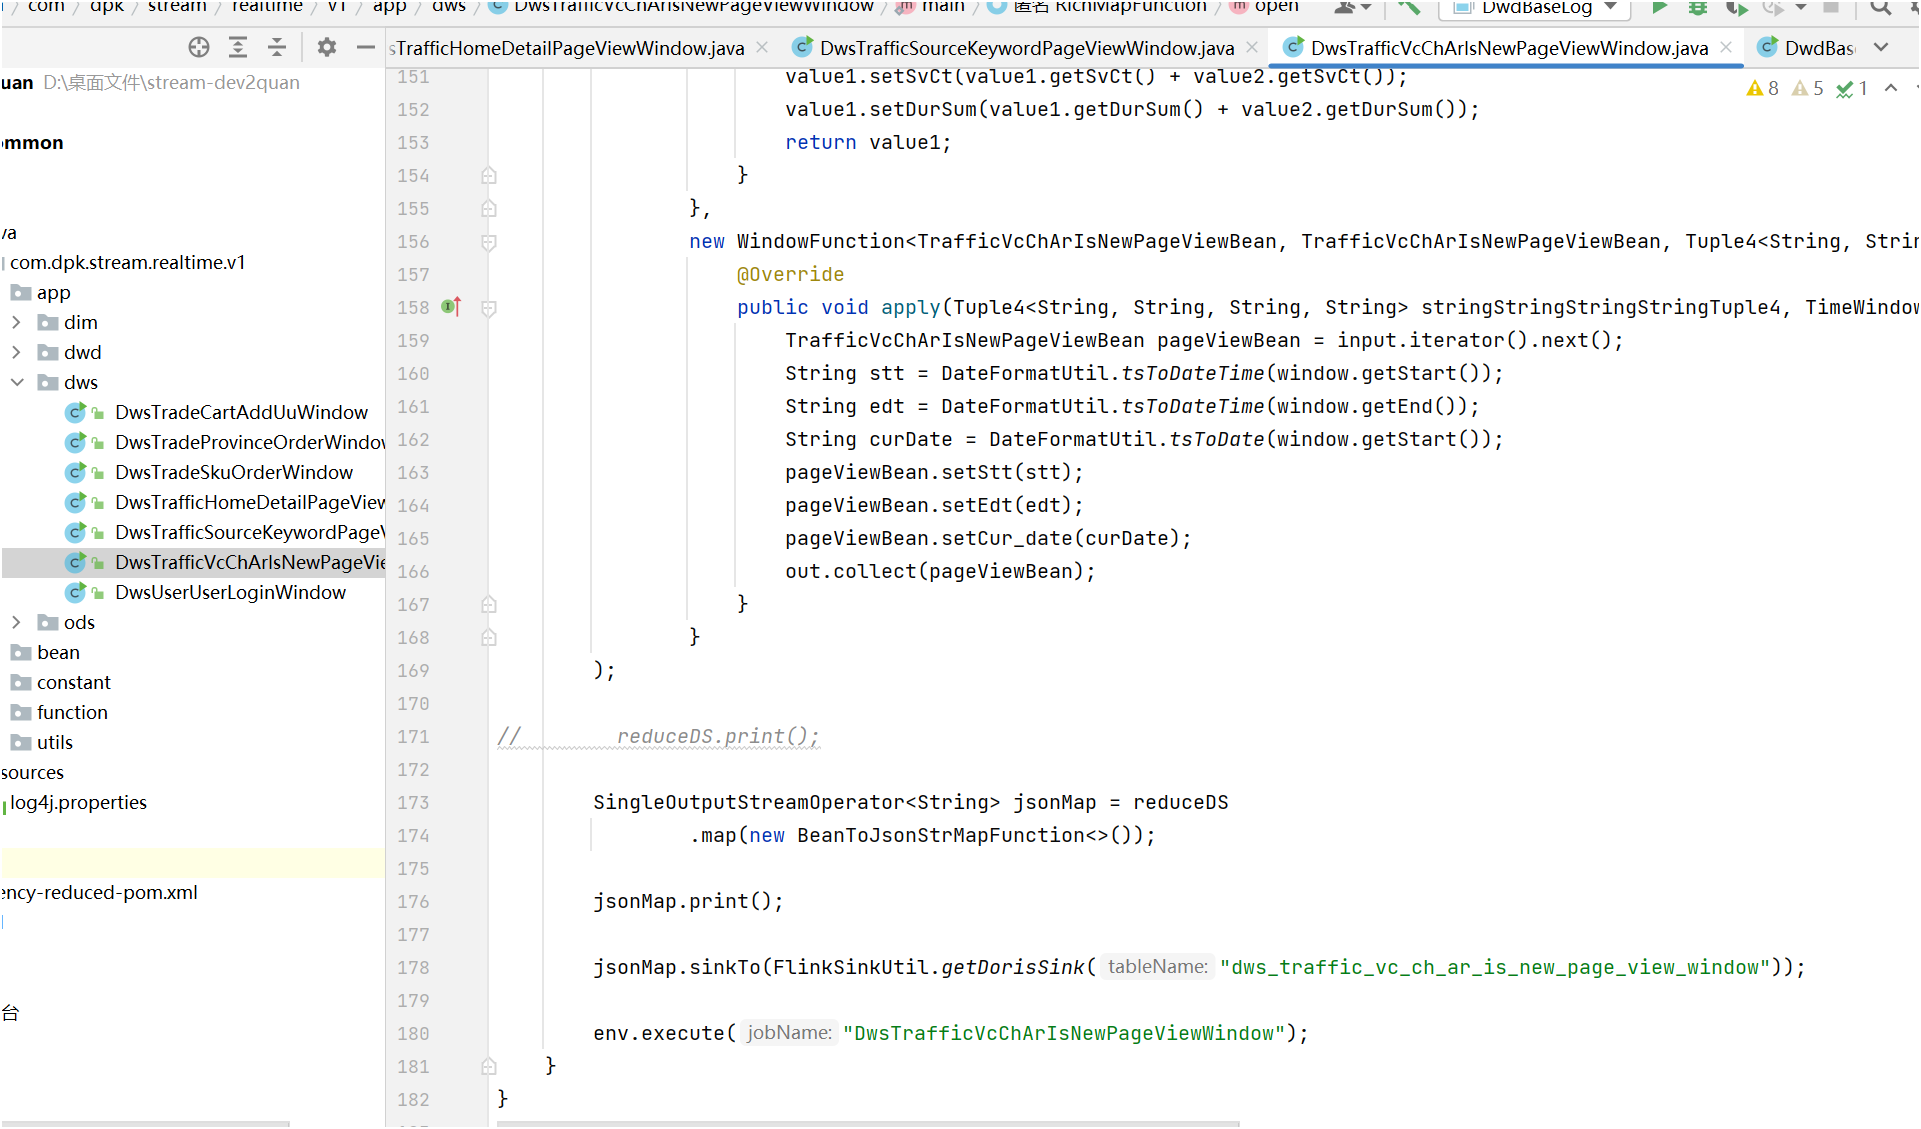 com dpk stream realtime v1 app dws DwsTrafficVcChArIsNewPageViewWindow main 匿名 RichMapFunction open DwdBaseLog
sTrafficHomeDetailPageViewWindow.java DwsTrafficSourceKeywordPageViewWindow.java DwsTrafficVcChArIsNewPageViewWindow.java DwdBas
uan D:\桌面文件\stream-dev2quan
8 5 1
ommon
va
com.dpk.stream.realtime.v1
app
dim
dwd
dws
DwsTradeCartAddUuWindow
DwsTradeProvinceOrderWindow
DwsTradeSkuOrderWindow
DwsTrafficHomeDetailPageView
DwsTrafficSourceKeywordPageV
DwsTrafficVcChArIsNewPageVie
DwsUserUserLoginWindow
ods
bean
constant
function
utils
sources
log4j.properties
ency-reduced-pom.xml
台
151 value1.setSvCt(value1.getSvCt() + value2.getSvCt());
152 value1.setDurSum(value1.getDurSum() + value2.getDurSum());
153 return value1;
154 }
155 },
156 new WindowFunction<TrafficVcChArIsNewPageViewBean, TrafficVcChArIsNewPageViewBean, Tuple4<String, Strin
157 @Override
158 public void apply(Tuple4<String, String, String, String> stringStringStringStringTuple4, TimeWindow
159 TrafficVcChArIsNewPageViewBean pageViewBean = input.iterator().next();
160 String stt = DateFormatUtil.tsToDateTime(window.getStart());
161 String edt = DateFormatUtil.tsToDateTime(window.getEnd());
162 String curDate = DateFormatUtil.tsToDate(window.getStart());
163 pageViewBean.setStt(stt);
164 pageViewBean.setEdt(edt);
165 pageViewBean.setCur_date(curDate);
166 out.collect(pageViewBean);
167 }
168 }
169 );
170
171 // reduceDS.print();
172
173 SingleOutputStreamOperator<String> jsonMap = reduceDS
174 .map(new BeanToJsonStrMapFunction<>());
175
176 jsonMap.print();
177
178 jsonMap.sinkTo(FlinkSinkUtil.getDorisSink( tableName: "dws_traffic_vc_ch_ar_is_new_page_view_window"));
179
180 env.execute( jobName: "DwsTrafficVcChArIsNewPageViewWindow");
181 }
182 }